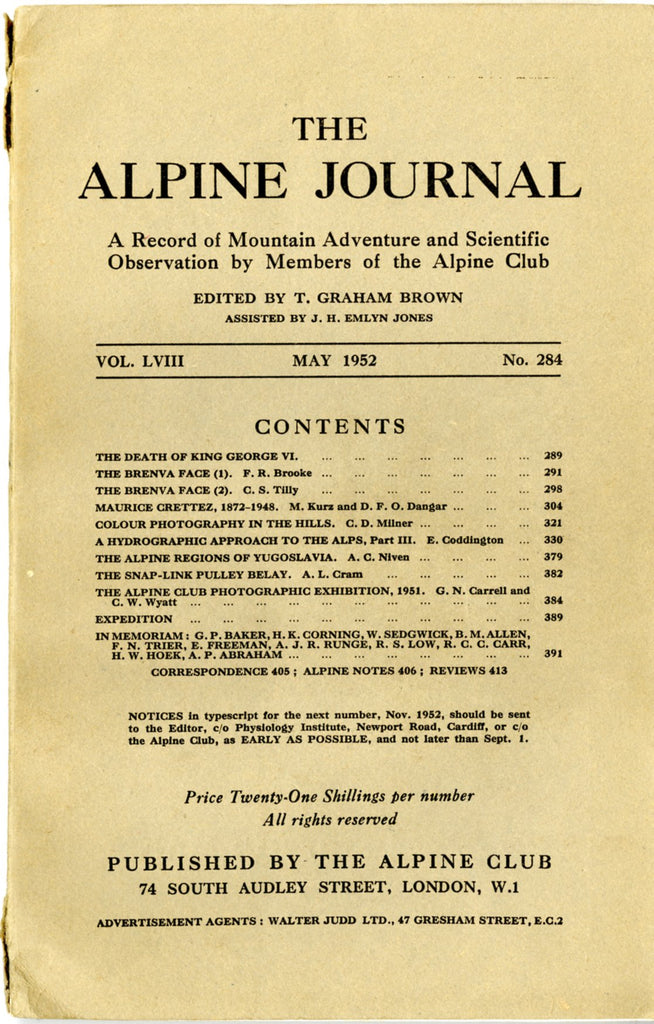 THE
ALPINE JOURNAL
A Record of Mountain Adventure and Scientific
Observation by Members of the Alpine Club
EDITED BY T. GRAHAM BROWN
ASSISTED BY J. H. EMLYN JONES
VOL. LVIII MAY 1952 No. 284
CONTENTS
THE DEATH OF KING GEORGE VI. ... ... ... ... ... ... ... 289
THE BRENVA FACE (1). F. R. Brooke ... ... ... ... ... ... ... 291
THE BRENVA FACE (2). C. S. Tilly ... ... ... ... ... ... ... 298
MAURICE CRETTEZ, 1872-1948. M. Kurz and D. F. O. Dangar ... ... ... 304
COLOUR PHOTOGRAPHY IN THE HILLS. C. D. Milner ... ... ... ... 321
A HYDROGRAPHIC APPROACH TO THE ALPS, Part III. E. Coddington ... 330
THE ALPINE REGIONS OF YUGOSLAVIA. A. C. Niven ... ... ... ... 379
THE SNAP-LINK PULLEY BELAY. A. L. Cram ... ... ... ... ... 382
THE ALPINE CLUB PHOTOGRAPHIC EXHIBITION, 1951. G. N. Carrell and
C. W. Wyatt ... ... ... ... ... ... ... ... ... ... ... 384
EXPEDITION ... ... ... ... ... ... ... ... ... ... ... 389
IN MEMORIAM : G. P. BAKER, H. K. CORNING, W. SEDGWICK, B. M. ALLEN,
F. N. TRIER, E. FREEMAN, A. J. R. RUNGE, R. S. LOW, R. C. C. CARR,
H. W. HOEK, A. P. ABRAHAM ... ... ... ... ... ... ... ... 391
CORRESPONDENCE 405 ; ALPINE NOTES 406 ; REVIEWS 413
NOTICES in typescript for the next number, Nov. 1952, should be sent
to the Editor, c/o Physiology Institute, Newport Road, Cardiff, or c/o
the Alpine Club, as EARLY AS POSSIBLE, and not later than Sept. 1.
Price Twenty-One Shillings per number
All rights reserved
PUBLISHED BY THE ALPINE CLUB
74 SOUTH AUDLEY STREET, LONDON, W.1
ADVERTISEMENT AGENTS : WALTER JUDD LTD., 47 GRESHAM STREET, E.C.2